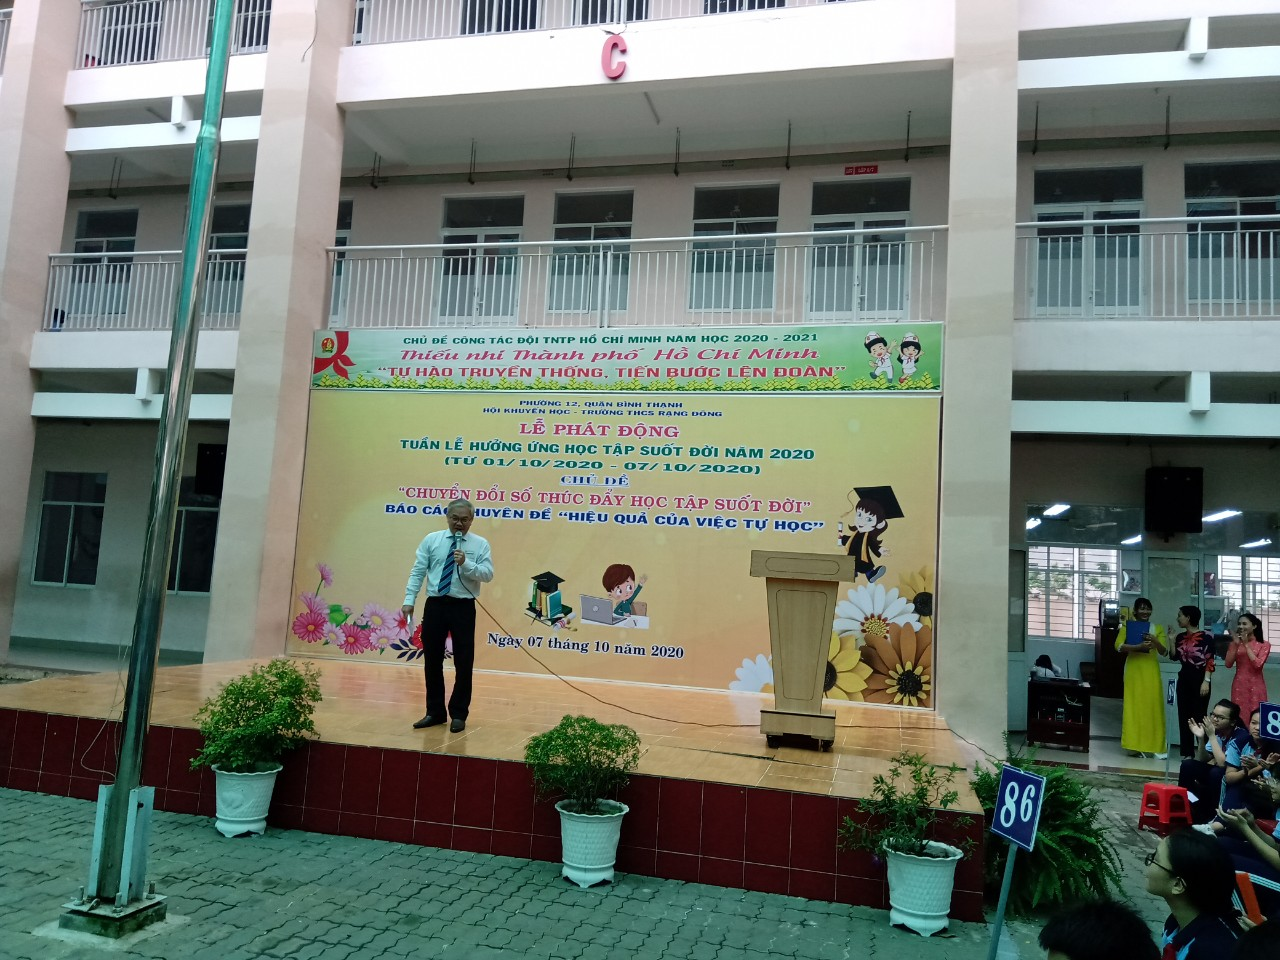 C
CHỦ ĐỀ CÔNG TÁC ĐỘI TNTP HỒ CHÍ MINH NĂM HỌC 2020 - 2021
Thiếu nhi Thành phố Hồ Chí Minh
"TỰ HÀO TRUYỀN THỐNG, TIẾN BƯỚC LÊN ĐOÀN"
PHƯỜNG 12, QUẬN BÌNH THẠNH
HỘI KHUYẾN HỌC - TRƯỜNG THCS RẠNG ĐÔNG
LỄ PHÁT ĐỘNG
TUẦN LỄ HƯỞNG ỨNG HỌC TẬP SUỐT ĐỜI NĂM 2020
(TỪ 01/10/2020 - 07/10/2020)
CHỦ ĐỀ
"CHUYỂN ĐỔI SỐ THÚC ĐẨY HỌC TẬP SUỐT ĐỜI"
BÁO CÁO CHUYÊN ĐỀ "HIỆU QUẢ CỦA VIỆC TỰ HỌC"
Ngày 07 tháng 10 năm 2020
86